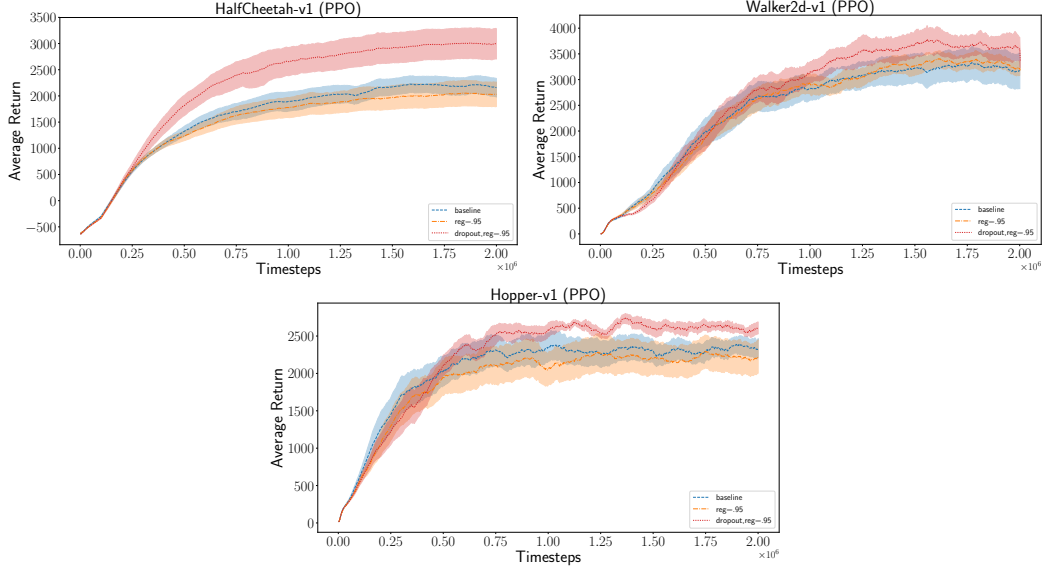 HalfCheetah-v1 (PPO)
3500
3000
2500
2000
1500
1000
500
0
−500
Average Return
0.00 0.25 0.50 0.75 1.00 1.25 1.50 1.75 2.00
×10⁶
Timesteps
baseline
reg=.95
dropout,reg=.95
Walker2d-v1 (PPO)
4000
3500
3000
2500
2000
1500
1000
500
0
Average Return
0.00 0.25 0.50 0.75 1.00 1.25 1.50 1.75 2.00
×10⁶
Timesteps
baseline
reg=.95
dropout,reg=.95
Hopper-v1 (PPO)
2500
2000
1500
1000
500
0
Average Return
0.00 0.25 0.50 0.75 1.00 1.25 1.50 1.75 2.00
×10⁶
Timesteps
baseline
reg=.95
dropout,reg=.95